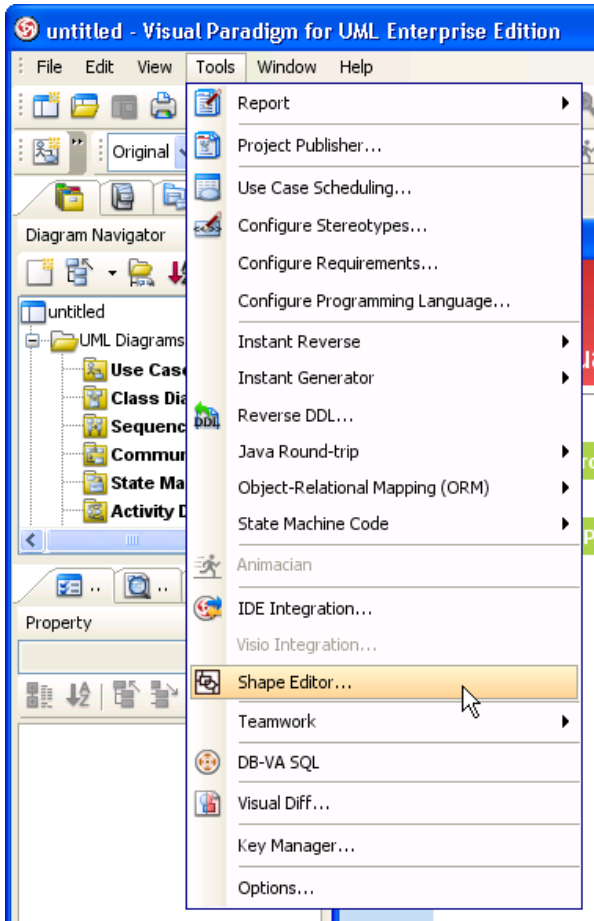 untitled - Visual Paradigm for UML Enterprise Edition
File Edit View Tools Window Help
Original
Diagram Navigator
untitled
UML Diagrams
Use Case
Class Dia
Sequenc
Commun
State Ma
Activity D
Property
Report
Project Publisher...
Use Case Scheduling...
Configure Stereotypes...
Configure Requirements...
Configure Programming Language...
Instant Reverse
Instant Generator
DDL
Reverse DDL...
Java Round-trip
Object-Relational Mapping (ORM)
State Machine Code
Animacian
IDE Integration...
Visio Integration...
Shape Editor...
Teamwork
DB-VA SQL
Visual Diff...
Key Manager...
Options...